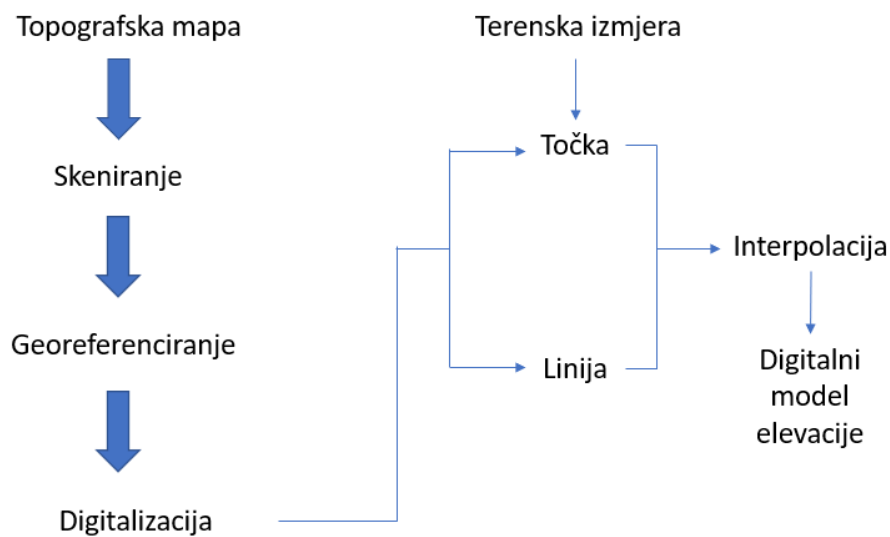 Topografska mapa
Skeniranje
Georeferenciranje
Digitalizacija
Terenska izmjera
Točka
Linija
Interpolacija
Digitalni
model
elevacije